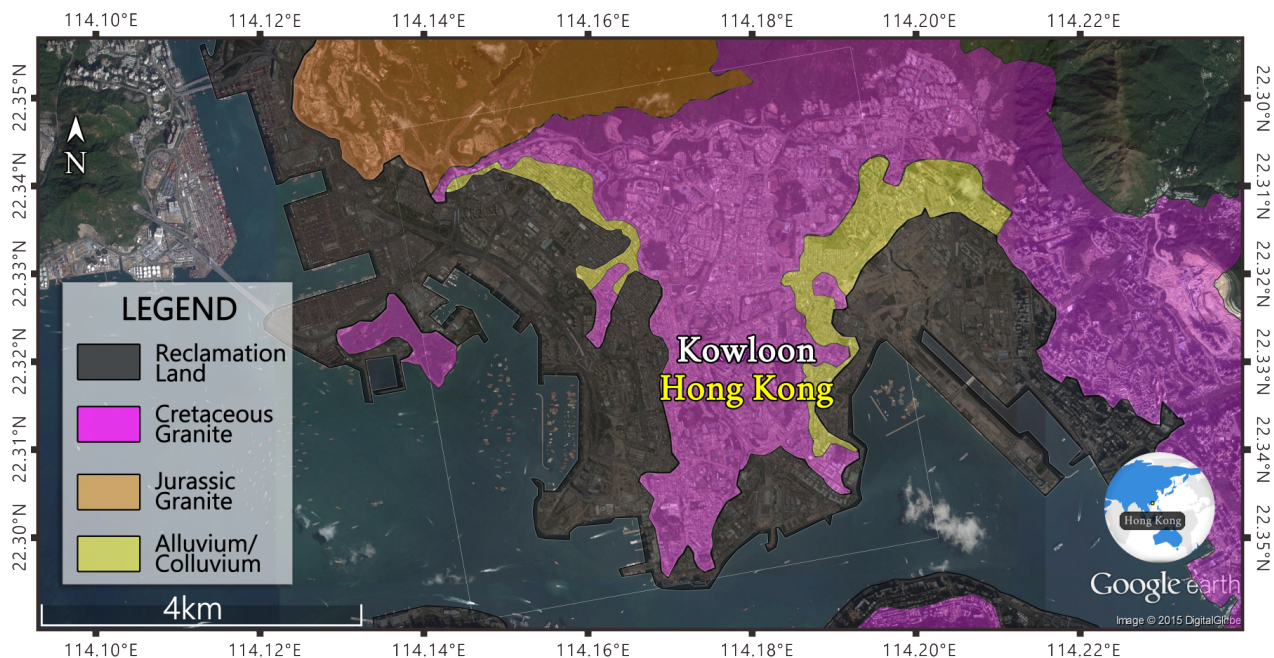 114.10°E 114.12°E 114.14°E 114.16°E 114.18°E 114.20°E 114.22°E
22.35°N
22.34°N
22.33°N
22.32°N
22.31°N
22.30°N
22.30°N
22.31°N
22.32°N
22.33°N
22.34°N
22.35°N
N
LEGEND
Reclamation
Land
Cretaceous
Granite
Jurassic
Granite
Alluvium/
Colluvium
Kowloon
Hong Kong
Hong Kong
Google earth
Image © 2015 DigitalGlobe
4km
114.10°E 114.12°E 114.14°E 114.16°E 114.18°E 114.20°E 114.22°E